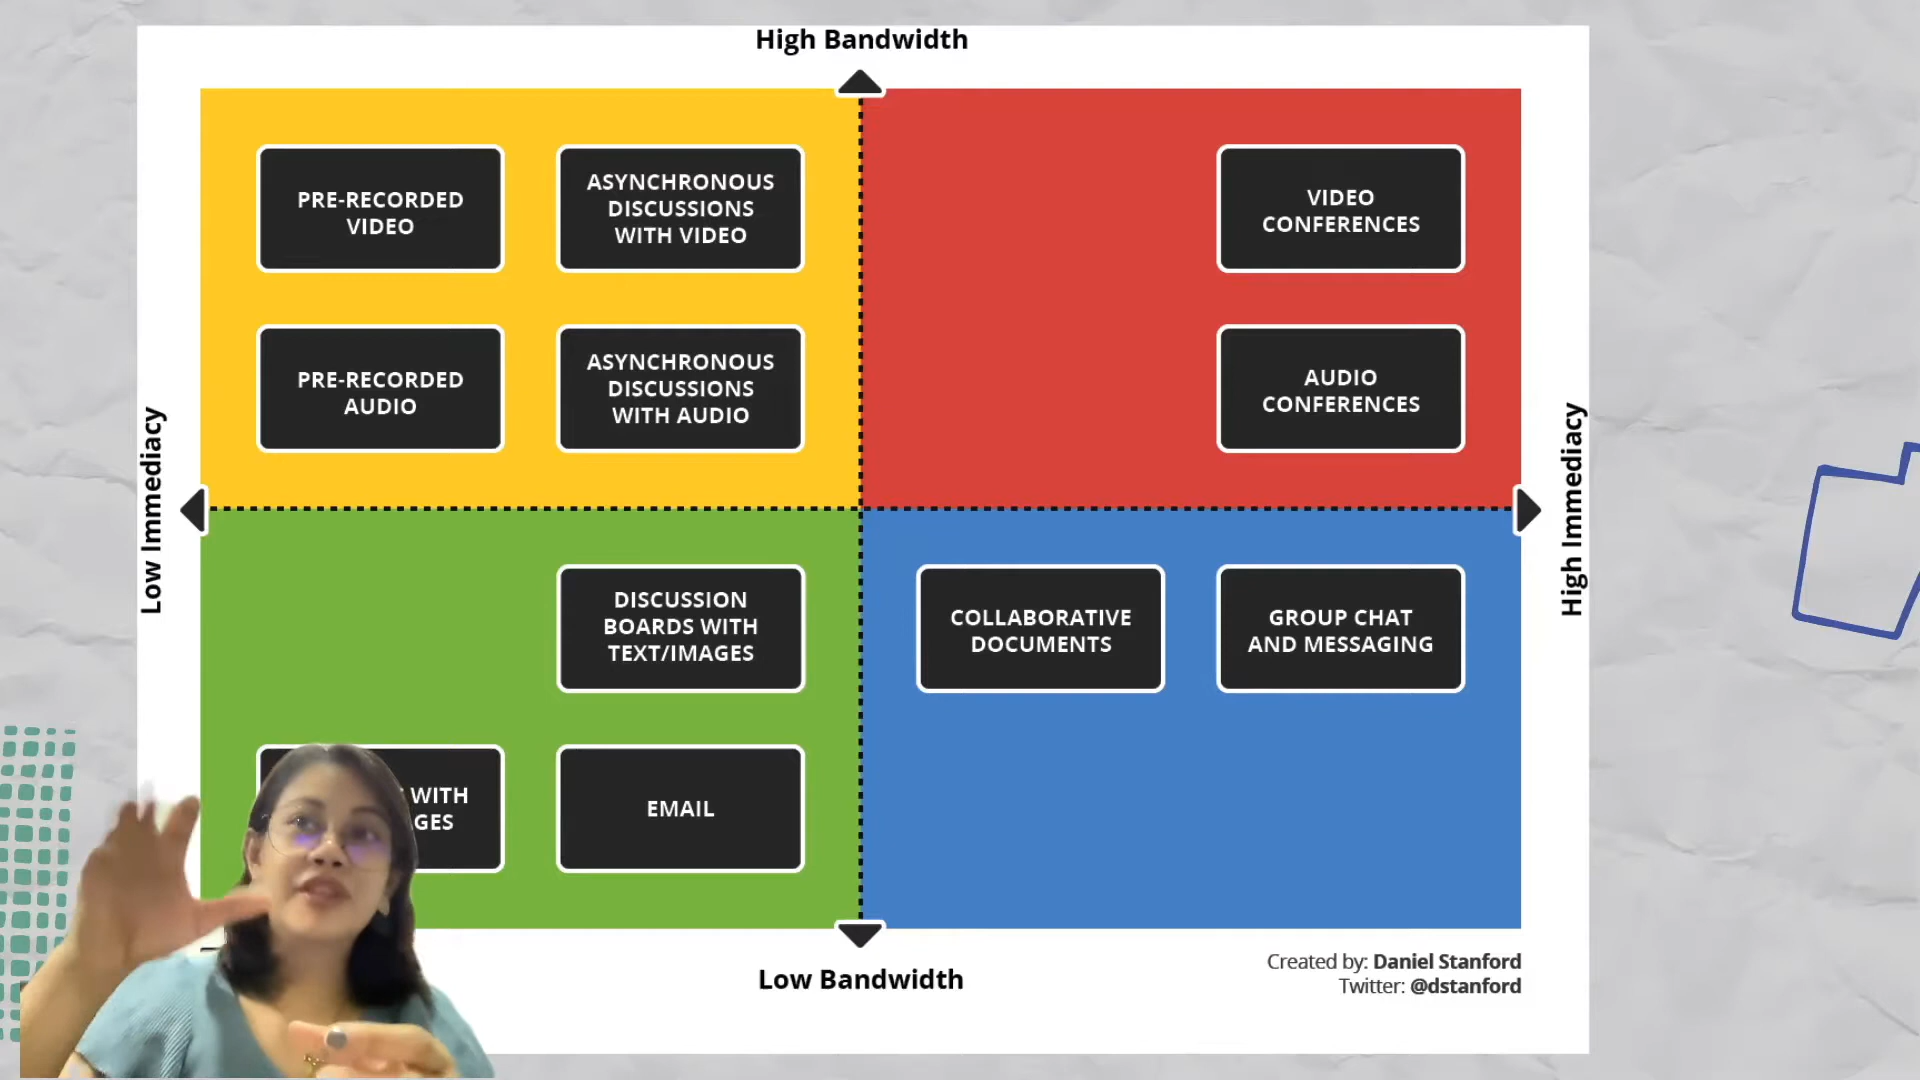 High Bandwidth
PRE-RECORDED
VIDEO
ASYNCHRONOUS
DISCUSSIONS
WITH VIDEO
VIDEO
CONFERENCES
PRE-RECORDED
AUDIO
ASYNCHRONOUS
DISCUSSIONS
WITH AUDIO
AUDIO
CONFERENCES
Low Immediacy
High Immediacy
DISCUSSION
BOARDS WITH
TEXT/IMAGES
COLLABORATIVE
DOCUMENTS
GROUP CHAT
AND MESSAGING
WITH
EMAIL
Low Bandwidth
Created by: Daniel Stanford
Twitter: @dstanford